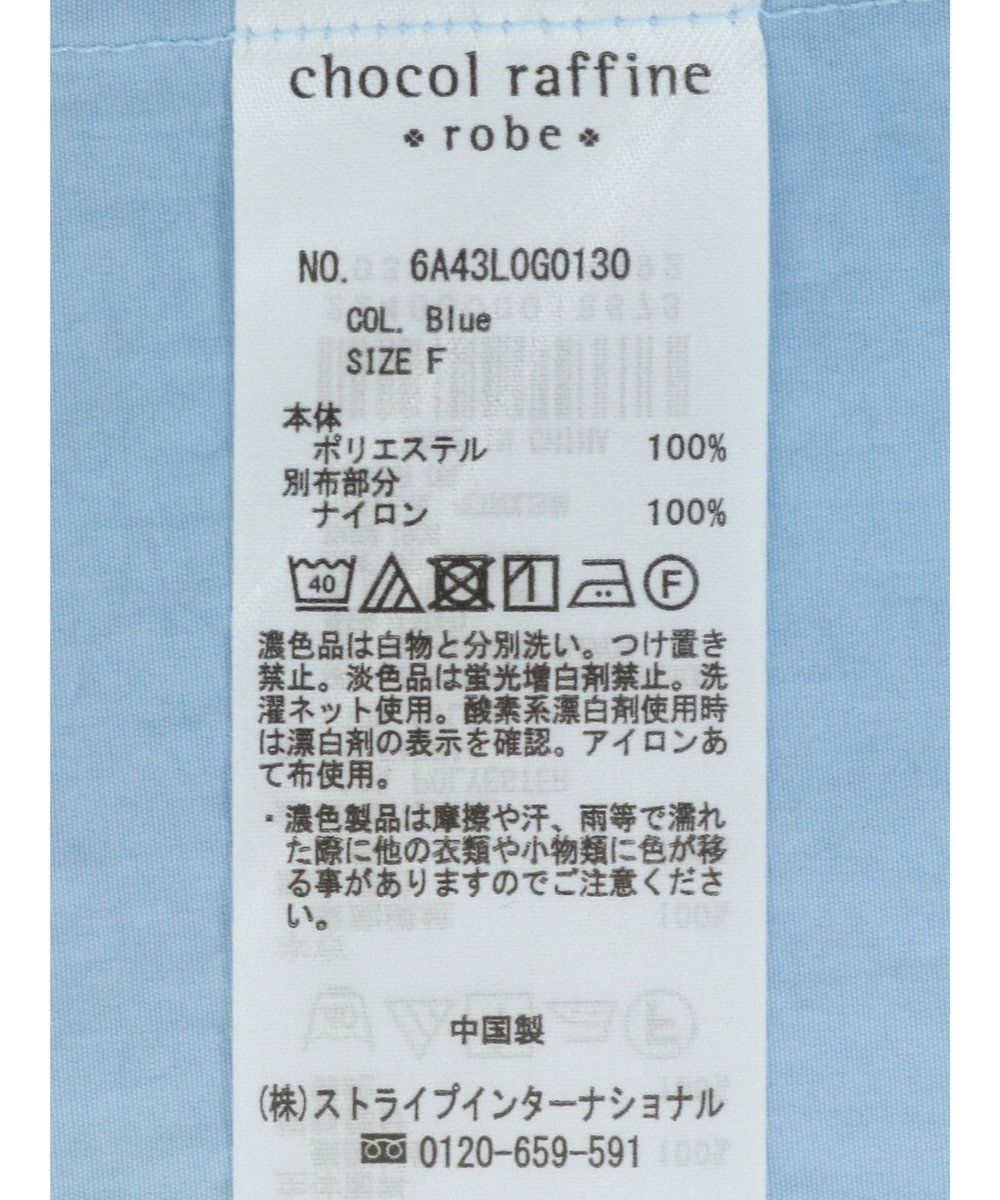 chocol raffine
robe
NO. 6A43L0G0130
COL. Blue
SIZE F
本体
ポリエステル 100%
別布部分
ナイロン 100%
40 F
濃色品は白物と分別洗い。つけ置き
禁止。淡色品は蛍光増白剤禁止。洗
濯ネット使用。酸素系漂白剤使用時
は漂白剤の表示を確認。アイロンあ
て布使用。
・濃色製品は摩擦や汗、雨等で濡れ
た際に他の衣類や小物類に色が移
る事がありますのでご注意くださ
い。
中国製
(株)ストライプインターナショナル
0120-659-591